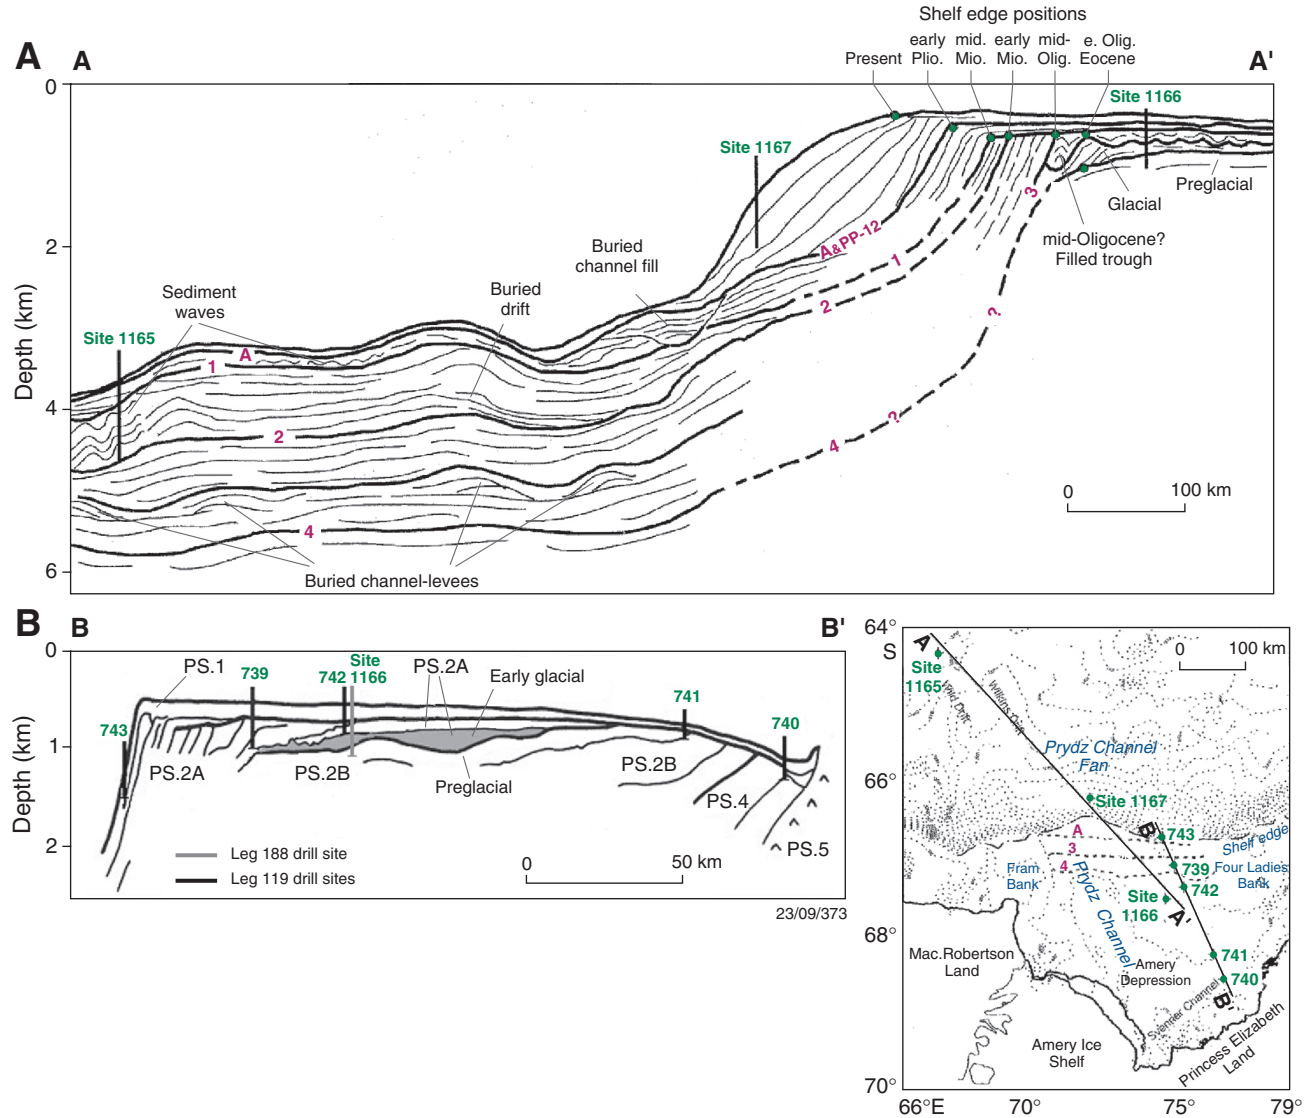 A
A
A'
Shelf edge positions
Present
early
Plio.
mid.
Mio.
early
Mio.
mid-
Olig.
e. Olig.
Eocene
Site 1166
Site 1167
Site 1165
0
2
4
6
Depth (km)
Sediment
waves
Buried
drift
Buried
channel fill
A&PP-12
1
2
3
?
?
4
A
1
2
4
Preglacial
Glacial
mid-Oligocene?
Filled trough
Buried channel-levees
0 100 km
B
B
B'
0
1
2
Depth (km)
743
PS.1
739
742
Site
1166
PS.2A
Early glacial
741
740
PS.2A
PS.2B
Preglacial
PS.2B
PS.4
PS.5
Leg 188 drill site
Leg 119 drill sites
0 50 km
23/09/373
64°
S
66°
68°
70°
66°E
70°
75°
79°
0 100 km
A
Site
1165
Wild Drift
Wilkins Drift
Prydz Channel
Fan
Site 1167
B
743
A
3
4
Shelf edge
739
742
Fram
Bank
Four Ladies
Bank
Prydz Channel
Site
1166
A'
741
740
B'
Mac.Robertson
Land
Amery
Depression
Svenner Channel
Amery Ice
Shelf
Princess Elizabeth
Land